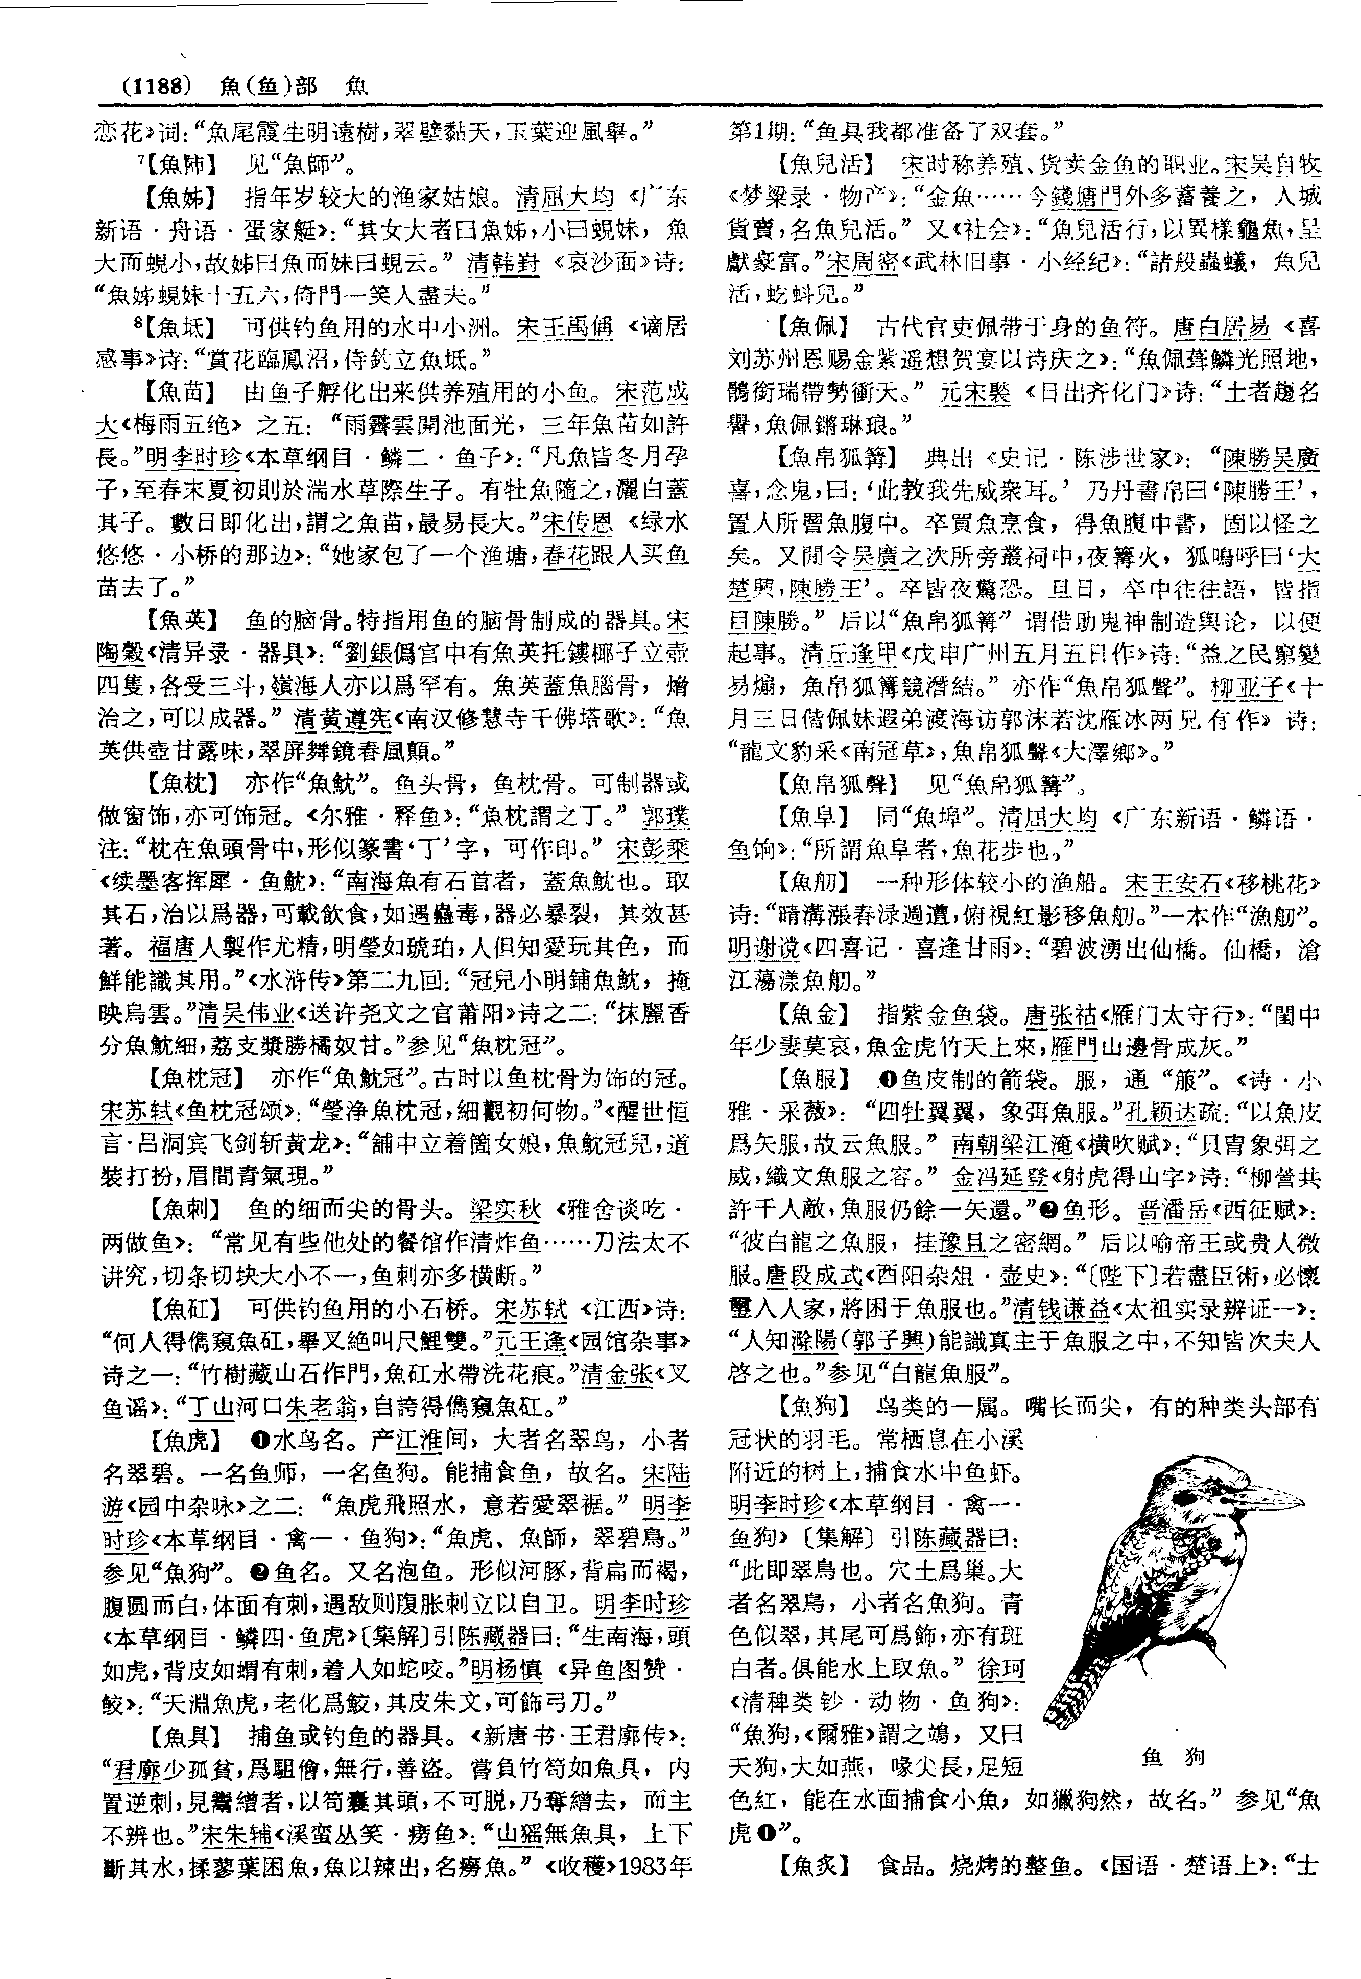 (1188) 魚(鱼)部 魚
恋花》词：“魚尾霞生明遠樹，翠壁黏天，玉葉迎風舉。”
7【魚𩵋】 见“魚師”。
【魚姊】 指年岁较大的渔家姑娘。清屈大均《广东
新语·舟语·蛋家艇》：“其女大者曰魚姊，小曰蜆妹，魚
大而蜆小，故姊曰魚而妹曰蜆云。”清韩對《哀沙面》诗：
“魚姊蜆妹十五六，倚門一笑人盡夫。”
8【魚坻】 可供钓鱼用的水中小洲。宋王禹偁《谪居
感事》诗：“賞花臨鳳沼，侍釣立魚坻。”
【魚苗】 由鱼子孵化出来供养殖用的小鱼。宋范成
大《梅雨五绝》之五：“雨霽雲開池面光，三年魚苗如許
長。”明李时珍《本草纲目·鳞二·鱼子》：“凡魚皆冬月孕
子，至春末夏初則於湍水草際生子。有牡魚隨之，灑白蓋
其子。數日即化出，謂之魚苗，最易長大。”宋传恩《绿水
悠悠·小桥的那边》：“她家包了一个渔塘，春花跟人买鱼
苗去了。”
【魚英】 鱼的脑骨。特指用鱼的脑骨制成的器具。宋
陶穀《清异录·器具》：“劉鋹僞宫中有魚英托鏤椰子立壺
四隻，各受三斗，嶺海人亦以爲罕有。魚英蓋魚腦骨，熁
治之，可以成器。”清黄遵宪《南汉修慧寺千佛塔歌》：“魚
英供壺甘露味，翠屏舞鏡春風顛。”
【魚枕】 亦作“魚魫”。鱼头骨，鱼枕骨。可制器或
做窗饰，亦可饰冠。《尔雅·释鱼》：“魚枕謂之丁。”郭璞
注：“枕在魚頭骨中，形似篆書‘丁’字，可作印。”宋彭乘
《续墨客挥犀·鱼魫》：“南海魚有石首者，蓋魚魫也。取
其石，治以爲器，可載飲食，如遇蠱毒，器必暴裂，其效甚
著。福唐人製作尤精，明瑩如琥珀，人但知愛玩其色，而
鮮能識其用。”《水浒传》第二九回：“冠兒小明鋪魚魫，掩
映烏雲。”清吴伟业《送许尧文之官莆阳》诗之二：“抹麗香
分魚魫細，荔支漿勝橘奴甘。”参见“魚枕冠”。
【魚枕冠】 亦作“魚魫冠”。古时以鱼枕骨为饰的冠。
宋苏轼《鱼枕冠颂》：“瑩净魚枕冠，細觀初何物。”《醒世恒
言·吕洞宾飞剑斩黄龙》：“舖中立着箇女娘，魚魫冠兒，道
裝打扮，眉間青氣現。”
【魚刺】 鱼的细而尖的骨头。梁实秋《雅舍谈吃·
两做鱼》：“常见有些他处的餐馆作清炸鱼……刀法太不
讲究，切条切块大小不一，鱼刺亦多横断。”
【魚矼】 可供钓鱼用的小石桥。宋苏轼《江西》诗：
“何人得儁窺魚矼，舉叉絶叫尺鯉雙。”元王逢《园馆杂事》
诗之一：“竹樹藏山石作門，魚矼水帶洗花痕。”清金张《叉
鱼谣》：“丁山河口朱老翁，自誇得儁窺魚矼。”
【魚虎】 ❶水鸟名。产江淮间，大者名翠鸟，小者
名翠碧。一名鱼师，一名鱼狗。能捕食鱼，故名。宋陆
游《园中杂咏》之二：“魚虎飛照水，意若愛翠裾。”明李
时珍《本草纲目·禽一·鱼狗》：“魚虎、魚師，翠碧鳥。”
参见“魚狗”。❷鱼名。又名泡鱼。形似河豚，背扁而褐，
腹圆而白，体面有刺，遇敌则腹胀刺立以自卫。明李时珍
《本草纲目·鳞四·鱼虎》〔集解〕引陈藏器曰：“生南海，頭
如虎，背皮如蝟有刺，着人如蛇咬。”明杨慎《异鱼图赞·
鲛》：“天淵魚虎，老化爲鮫，其皮朱文，可飾弓刀。”
【魚具】 捕鱼或钓鱼的器具。《新唐书·王君廓传》：
“君廓少孤貧，爲駔儈，無行，善盗。嘗負竹笱如魚具，内
置逆刺，見鬻繒者，以笱囊其頭，不可脱，乃奪繒去，而主
不辨也。”宋朱辅《溪蛮丛笑·痨鱼》：“山猺無魚具，上下
斷其水，揉蓼葉困魚，魚以辣出，名癆魚。”《收穫》1983年
第1期：“鱼具我都准备了双套。”
【魚兒活】 宋时称养殖、货卖金鱼的职业。宋吴自牧
《梦粱录·物产》：“金魚……今錢塘門外多蓄養之，入城
貨賣，名魚兒活。”又《社会》：“魚兒活行，以異樣龜魚，呈
獻豪富。”宋周密《武林旧事·小经纪》：“諸般蟲蟻，魚兒
活，虼蚪兒。”
【魚佩】 古代官吏佩带于身的鱼符。唐白居易《喜
刘苏州恩赐金紫遥想贺宴以诗庆之》：“魚佩茸鱗光照地，
鶻銜瑞帶勢衝天。”元宋褧《日出齐化门》诗：“士者趨名
譽，魚佩鏘琳琅。”
【魚帛狐篝】 典出《史记·陈涉世家》：“陳勝吴廣
喜，念鬼，曰：‘此教我先威衆耳。’乃丹書帛曰‘陳勝王’，
置人所罾魚腹中。卒買魚烹食，得魚腹中書，固以怪之
矣。又間令吴廣之次所旁叢祠中，夜篝火，狐鳴呼曰‘大
楚興，陳勝王’。卒皆夜驚恐。旦日，卒中往往語，皆指
目陳勝。”后以“魚帛狐篝”谓借助鬼神制造舆论，以便
起事。清丘逢甲《戊申广州五月五日作》诗：“益之民窮變
易煽，魚帛狐篝競潛結。”亦作“魚帛狐聲”。柳亚子《十
月三日偕佩妹遐弟渡海访郭沫若沈雁冰两兄有作》诗：
“龍文豹采《南冠草》，魚帛狐聲《大澤鄉》。”
【魚帛狐聲】 见“魚帛狐篝”。
【魚阜】 同“魚埠”。清屈大均《广东新语·鳞语·
鱼饷》：“所謂魚阜者，魚花步也。”
【魚舠】 一种形体较小的渔船。宋王安石《移桃花》
诗：“晴溝漲春渌週遭，俯視紅影移魚舠。”一本作“漁舠”。
明谢谠《四喜记·喜逢甘雨》：“碧波湧出仙橋。仙橋，滄
江蕩漾魚舠。”
【魚金】 指紫金鱼袋。唐张祜《雁门太守行》：“閨中
年少妻莫哀，魚金虎竹天上來，雁門山邊骨成灰。”
【魚服】 ❶鱼皮制的箭袋。服，通“箙”。《诗·小
雅·采薇》：“四牡翼翼，象弭魚服。”孔颖达疏：“以魚皮
爲矢服，故云魚服。”南朝梁江淹《横吹赋》：“貝胄象弭之
威，織文魚服之容。”金冯延登《射虎得山字》诗：“柳營共
許千人敵，魚服仍餘一矢還。”❷鱼形。晋潘岳《西征赋》：
“彼白龍之魚服，挂豫且之密網。”后以喻帝王或贵人微
服。唐段成式《酉阳杂俎·壶史》：“〔陛下〕若盡臣術，必懷
璽入人家，將困于魚服也。”清钱谦益《太祖实录辨证一》：
“人知滁陽（郭子興）能識真主于魚服之中，不知皆次夫人
啓之也。”参见“白龍魚服”。
【魚狗】 鸟类的一属。嘴长而尖，有的种类头部有
冠状的羽毛。常栖息在小溪
附近的树上，捕食水中鱼虾。
明李时珍《本草纲目·禽一·
鱼狗》〔集解〕引陈藏器曰：
“此即翠鳥也。穴土爲巢。大
者名翠鳥，小者名魚狗。青
色似翠，其尾可爲飾，亦有斑
白者。俱能水上取魚。”徐珂
《清稗类钞·动物·鱼狗》：
“魚狗，《爾雅》謂之鴗，又曰
天狗，大如燕，喙尖長，足短
色紅，能在水面捕食小魚，如獵狗然，故名。”参见“魚
虎❶”。
鱼 狗
【魚炙】 食品。烧烤的整鱼。《国语·楚语上》：“士